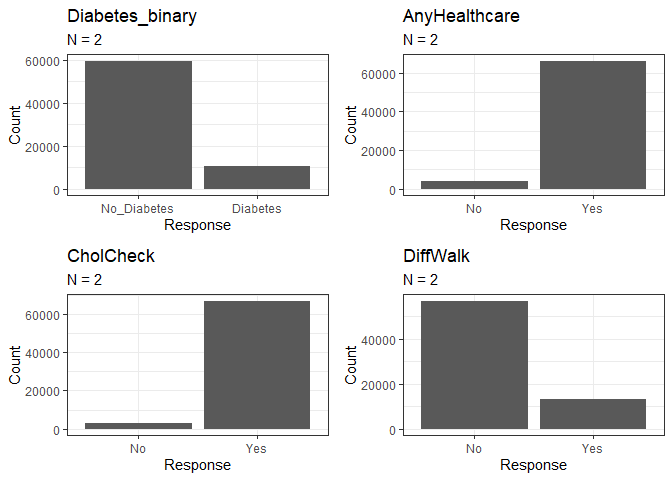 Diabetes_binary
N = 2
60000
40000
20000
0
Count
No_Diabetes Diabetes
Response
AnyHealthcare
N = 2
60000
40000
20000
0
Count
No Yes
Response
CholCheck
N = 2
60000
40000
20000
0
Count
No Yes
Response
DiffWalk
N = 2
40000
20000
0
Count
No Yes
Response